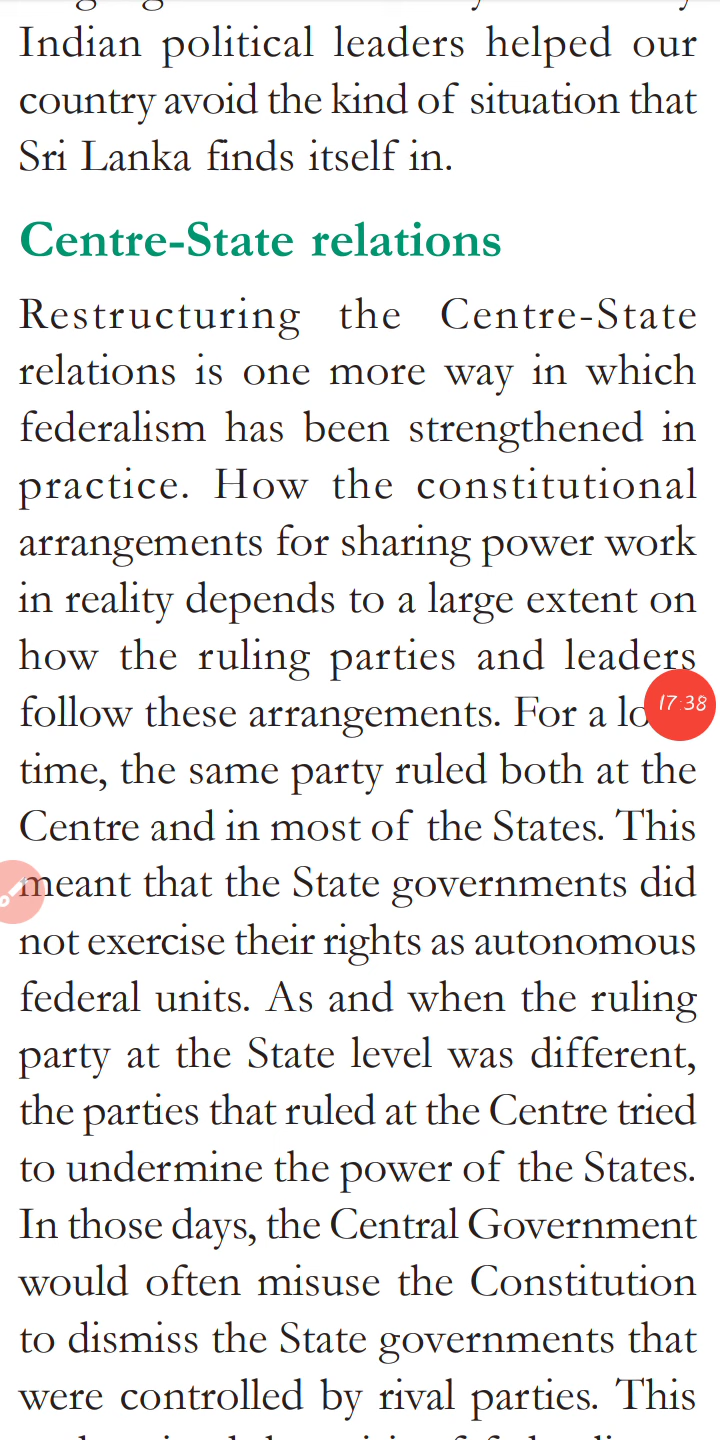 Indian political leaders helped our
country avoid the kind of situation that
Sri Lanka finds itself in.
Centre-State relations
Restructuring the Centre-State
relations is one more way in which
federalism has been strengthened in
practice. How the constitutional
arrangements for sharing power work
in reality depends to a large extent on
how the ruling parties and leaders
follow these arrangements. For a lo
17:38
time, the same party ruled both at the
Centre and in most of the States. This
meant that the State governments did
not exercise their rights as autonomous
federal units. As and when the ruling
party at the State level was different,
the parties that ruled at the Centre tried
to undermine the power of the States.
In those days, the Central Government
would often misuse the Constitution
to dismiss the State governments that
were controlled by rival parties. This